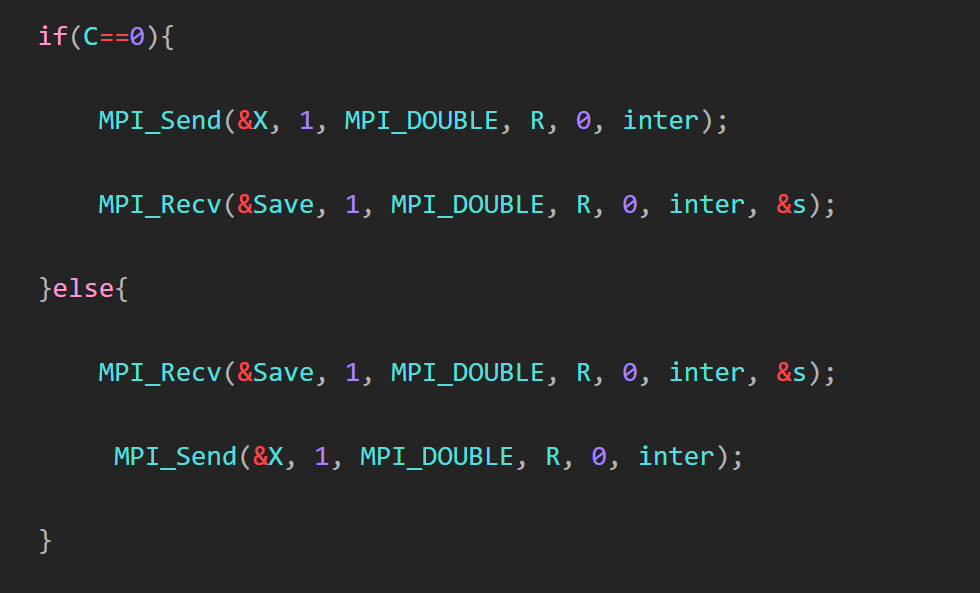 if(C==0){
MPI_Send(&X, 1, MPI_DOUBLE, R, 0, inter);
MPI_Recv(&Save, 1, MPI_DOUBLE, R, 0, inter, &s);
}else{
MPI_Recv(&Save, 1, MPI_DOUBLE, R, 0, inter, &s);
MPI_Send(&X, 1, MPI_DOUBLE, R, 0, inter);
}